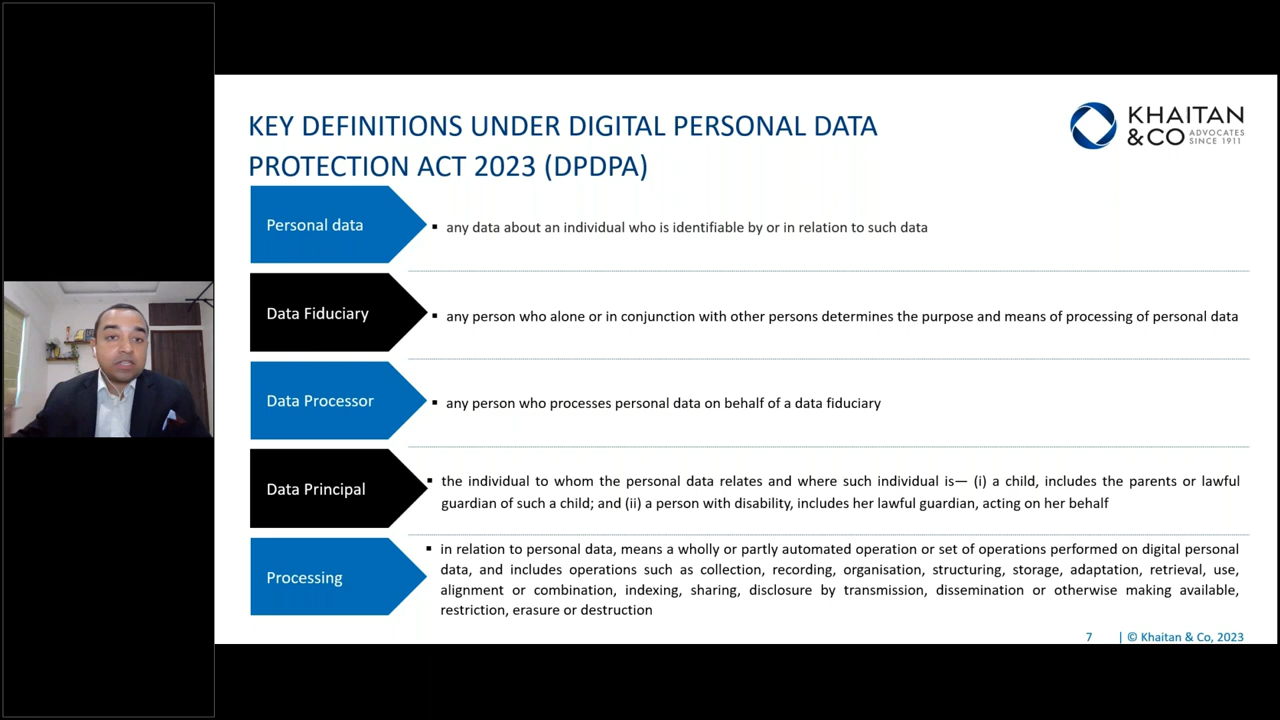 KEY DEFINITIONS UNDER DIGITAL PERSONAL DATA
PROTECTION ACT 2023 (DPDPA)
KHAITAN
&CO ADVOCATES
SINCE 1911
Personal data
▪ any data about an individual who is identifiable by or in relation to such data
Data Fiduciary
▪ any person who alone or in conjunction with other persons determines the purpose and means of processing of personal data
Data Processor
▪ any person who processes personal data on behalf of a data fiduciary
Data Principal
▪ the individual to whom the personal data relates and where such individual is— (i) a child, includes the parents or lawful
guardian of such a child; and (ii) a person with disability, includes her lawful guardian, acting on her behalf
Processing
▪ in relation to personal data, means a wholly or partly automated operation or set of operations performed on digital personal
data, and includes operations such as collection, recording, organisation, structuring, storage, adaptation, retrieval, use,
alignment or combination, indexing, sharing, disclosure by transmission, dissemination or otherwise making available,
restriction, erasure or destruction
7 | © Khaitan & Co, 2023